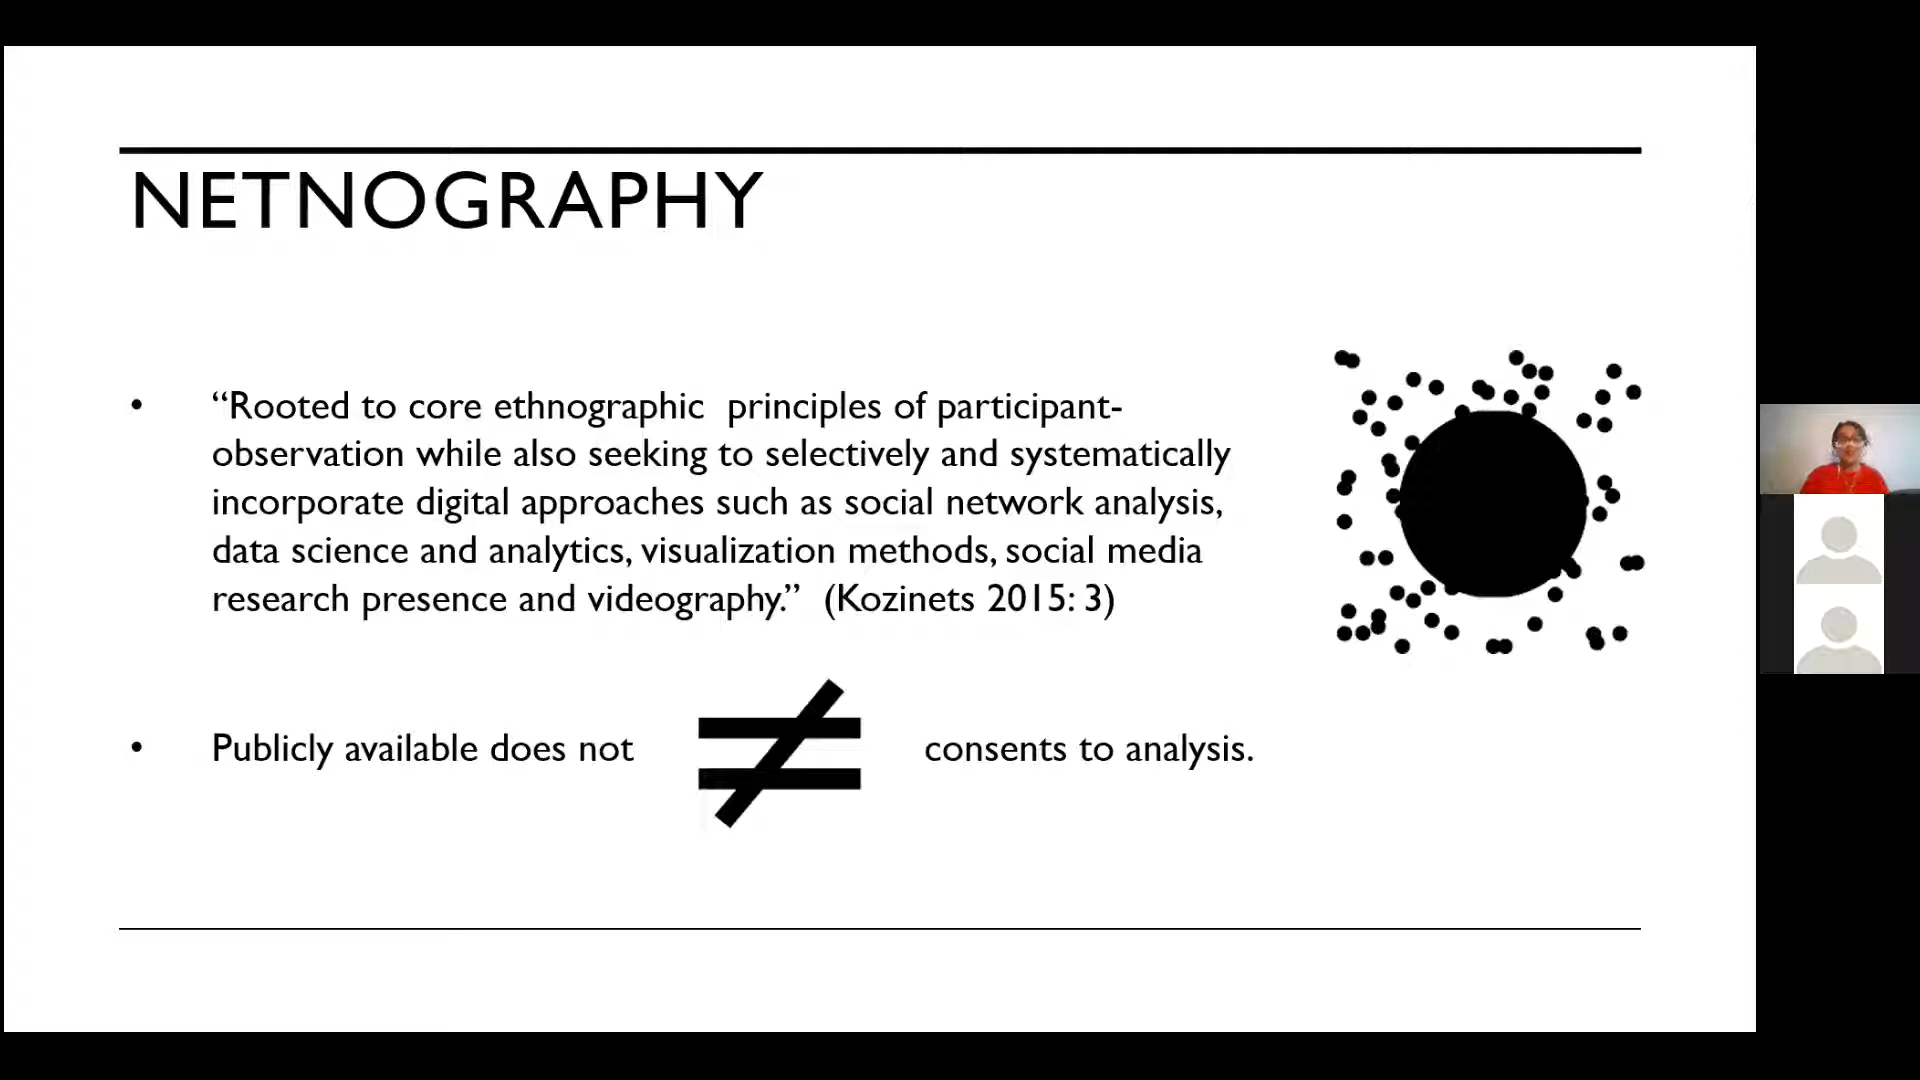 NETNOGRAPHY
• “Rooted to core ethnographic principles of participant-
observation while also seeking to selectively and systematically
incorporate digital approaches such as social network analysis,
data science and analytics, visualization methods, social media
research presence and videography.” (Kozinets 2015: 3)
• Publicly available does not ≠ consents to analysis.